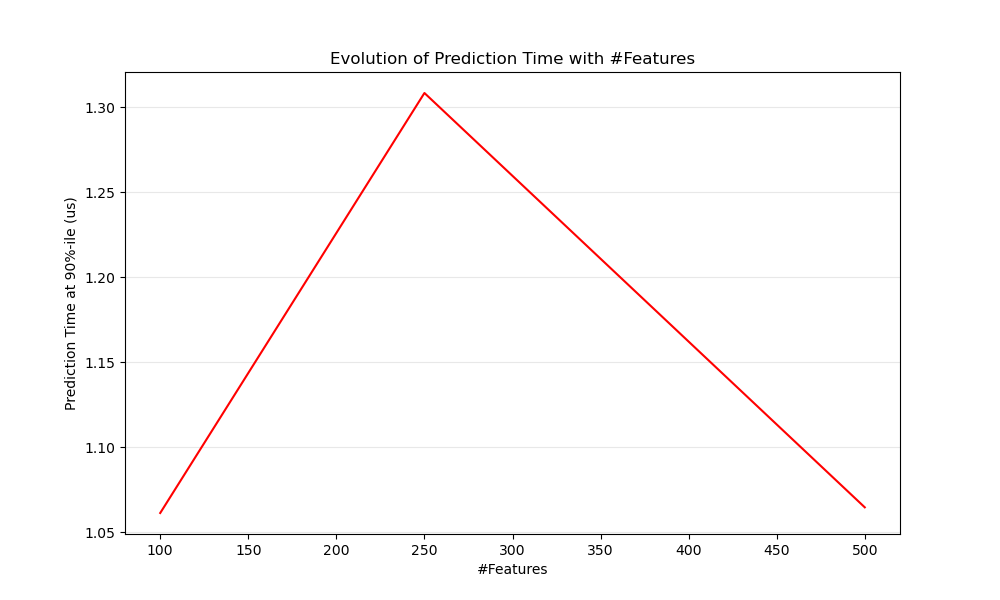 Evolution of Prediction Time with #Features
Prediction Time at 90%-ile (us)
1.30
1.25
1.20
1.15
1.10
1.05
100 150 200 250 300 350 400 450 500
#Features